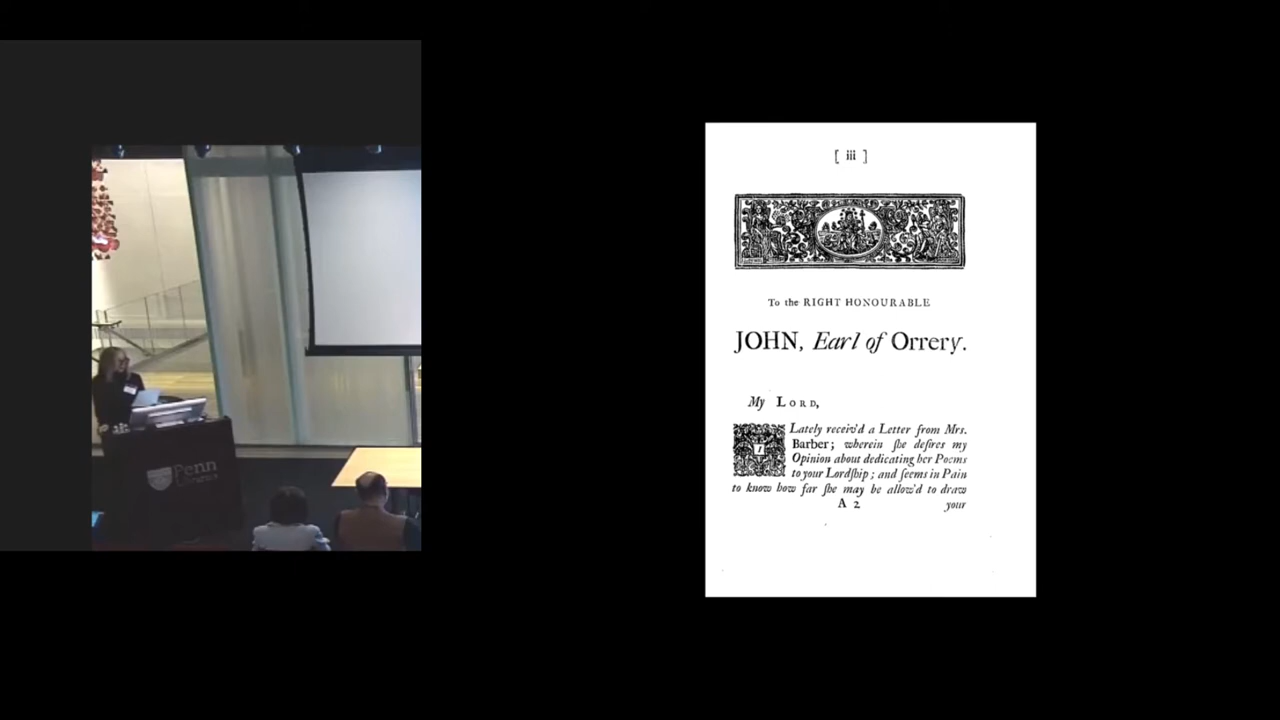 Penn
Libraries
[ iii ]
To the RIGHT HONOURABLE
JOHN, Earl of Orrery.
My LORD,
I Lately receiv'd a Letter from Mrs.
Barber; wherein ſhe deſires my
Opinion about dedicating her Poems
to your Lordſhip; and ſeems in Pain
to know how far ſhe may be allow'd to draw
A 2 your